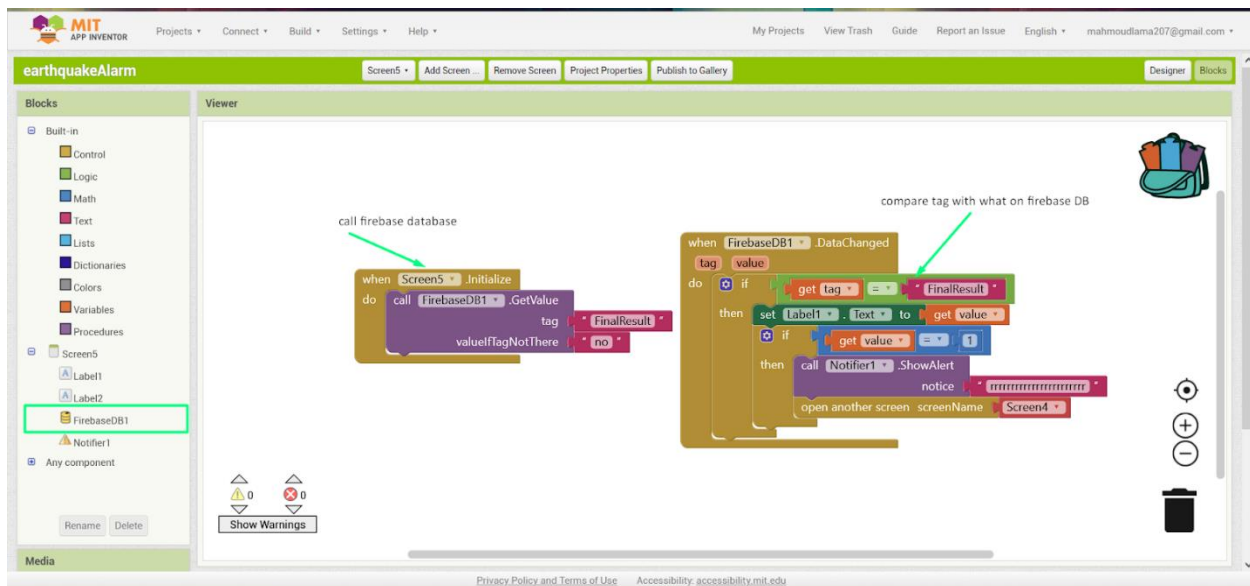 MIT
APP INVENTOR
Projects Connect Build Settings Help My Projects View Trash Guide Report an Issue English mahmoudlama207@gmail.com
earthquakeAlarm Screen5 Add Screen ... Remove Screen Project Properties Publish to Gallery Designer Blocks
Blocks Viewer
Built-in
Control
Logic
Math
Text
Lists
Dictionaries
Colors
Variables
Procedures
Screen5
Label1
Label2
FirebaseDB1
Notifier1
Any component
Rename Delete
Media
call firebase database
when Screen5 .Initialize
do call FirebaseDB1 .GetValue
tag " FinalResult "
valueIfTagNotThere " no "
compare tag with what on firebase DB
when FirebaseDB1 .DataChanged
tag value
do if get tag = " FinalResult "
then set Label1 . Text to get value
if get value = 1
then call Notifier1 .ShowAlert
notice " rrrrrrrrrrrrrrrrrrrrrr "
open another screen screenName Screen4
0 0
Show Warnings
Privacy Policy and Terms of Use Accessibility: accessibility.mit.edu